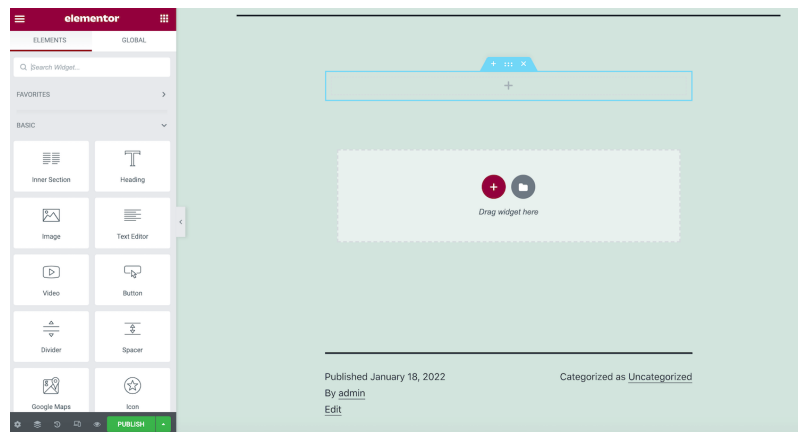 elementor
ELEMENTS
GLOBAL
Search Widget...
FAVORITES
BASIC
Inner Section
Heading
Image
Text Editor
Video
Button
Divider
Spacer
Google Maps
Icon
PUBLISH
Drag widget here
Published January 18, 2022
Categorized as Uncategorized
By admin
Edit